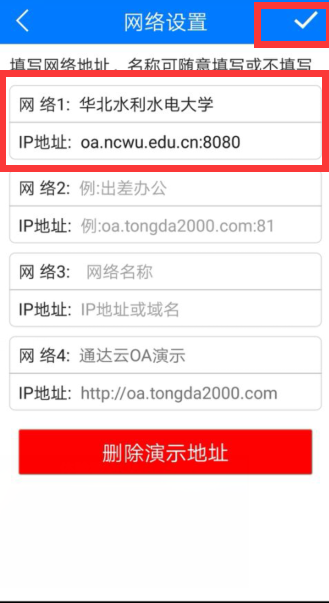 网络设置
填写网络地址，名称可随意填写或不填写
网 络1: 华北水利水电大学
IP地址: oa.ncwu.edu.cn:8080
网 络2: 例:出差办公
IP地址: 例:oa.tongda2000.com:81
网 络3: 网络名称
IP地址: IP地址或域名
网 络4: 通达云OA演示
IP地址: http://oa.tongda2000.com
删除演示地址